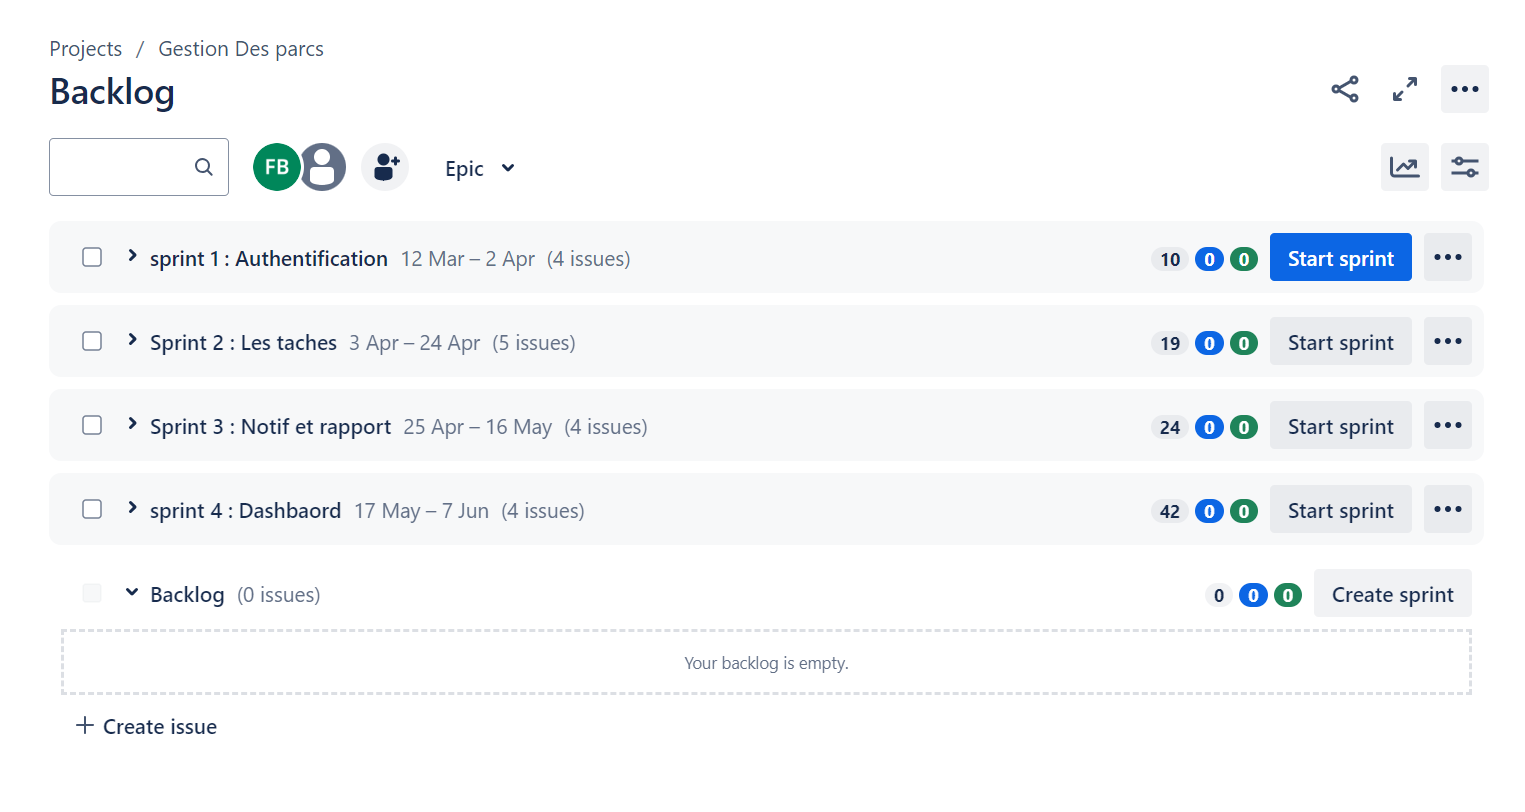 Projects / Gestion Des parcs
Backlog
FB Epic
sprint 1 : Authentification 12 Mar – 2 Apr (4 issues) 10 0 0 Start sprint
Sprint 2 : Les taches 3 Apr – 24 Apr (5 issues) 19 0 0 Start sprint
Sprint 3 : Notif et rapport 25 Apr – 16 May (4 issues) 24 0 0 Start sprint
sprint 4 : Dashbaord 17 May – 7 Jun (4 issues) 42 0 0 Start sprint
Backlog (0 issues) 0 0 0 Create sprint
Your backlog is empty.
Create issue